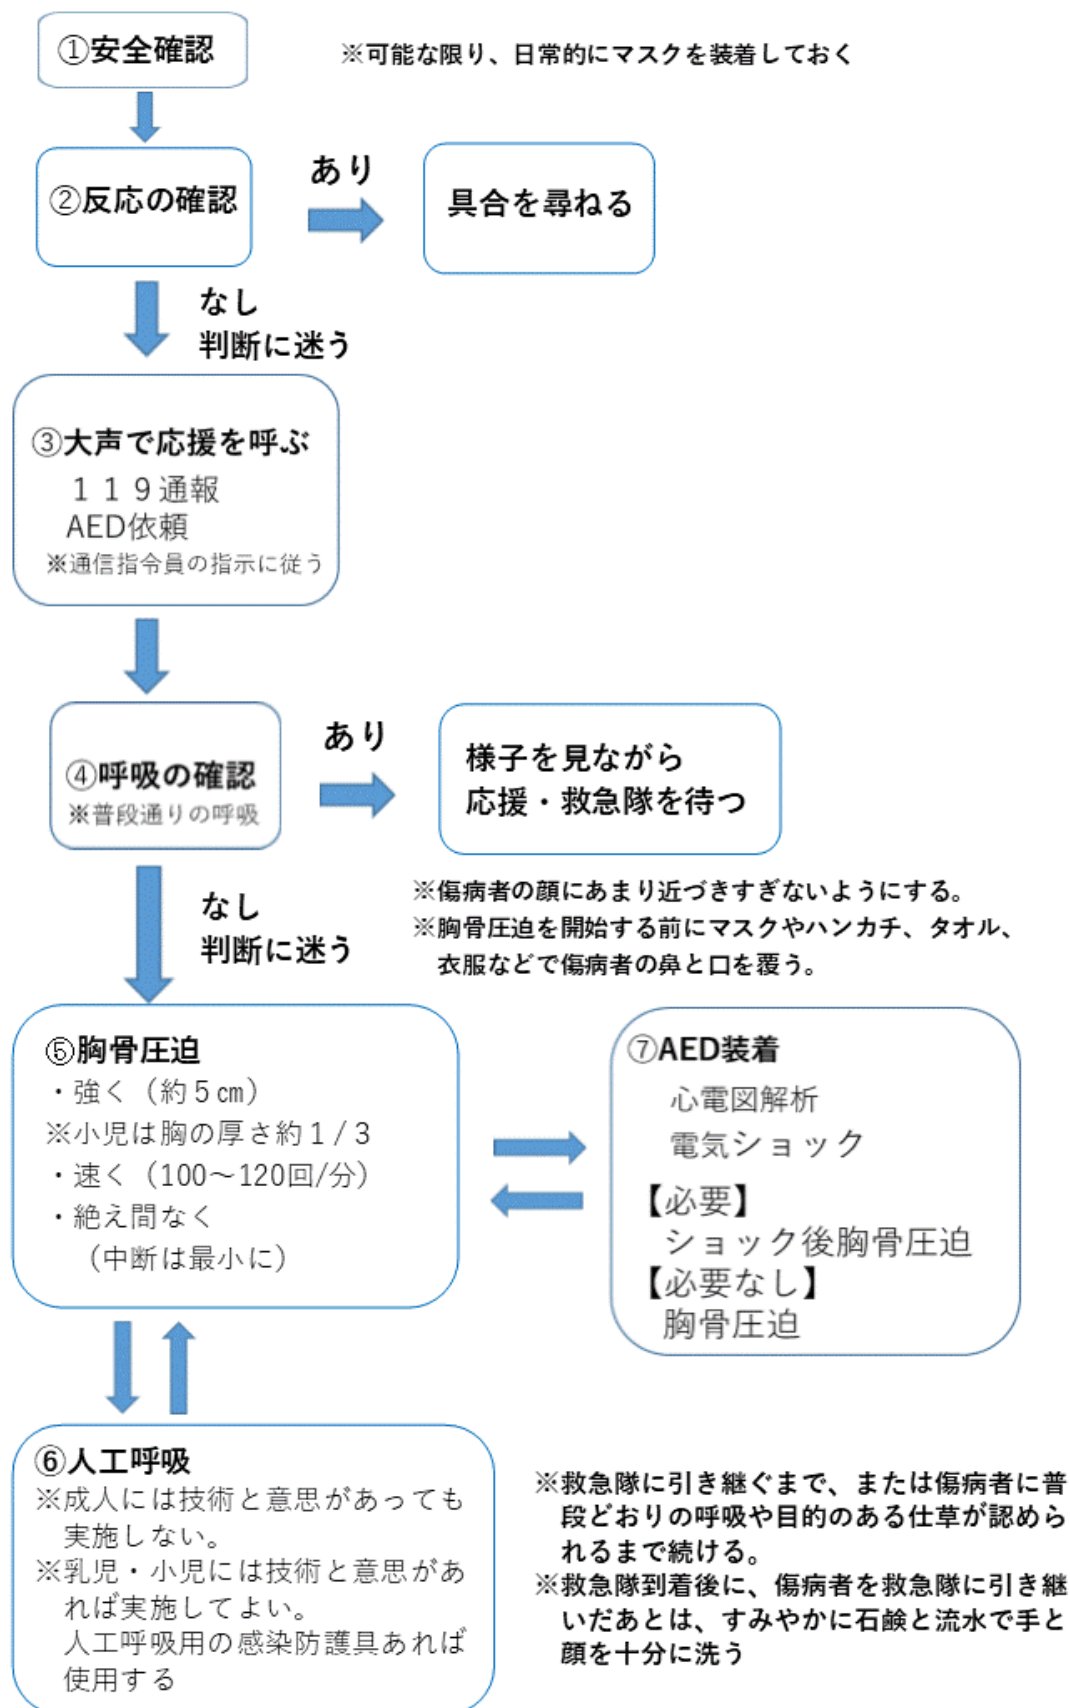 ①安全確認
※可能な限り、日常的にマスクを装着しておく
②反応の確認
あり
具合を尋ねる
なし
判断に迷う
③大声で応援を呼ぶ
１１９通報
AED依頼
※通信指令員の指示に従う
④呼吸の確認
※普段通りの呼吸
あり
様子を見ながら
応援・救急隊を待つ
なし
判断に迷う
※傷病者の顔にあまり近づきすぎないようにする。
※胸骨圧迫を開始する前にマスクやハンカチ、タオル、
衣服などで傷病者の鼻と口を覆う。
⑤胸骨圧迫
・強く（約５㎝）
※小児は胸の厚さ約１/３
・速く（100～120回/分）
・絶え間なく
（中断は最小に）
⑦AED装着
心電図解析
電気ショック
【必要】
ショック後胸骨圧迫
【必要なし】
胸骨圧迫
⑥人工呼吸
※成人には技術と意思があっても
実施しない。
※乳児・小児には技術と意思があ
れば実施してよい。
人工呼吸用の感染防護具あれば
使用する
※救急隊に引き継ぐまで、または傷病者に普
段どおりの呼吸や目的のある仕草が認めら
れるまで続ける。
※救急隊到着後に、傷病者を救急隊に引き継
いだあとは、すみやかに石鹸と流水で手と
顔を十分に洗う